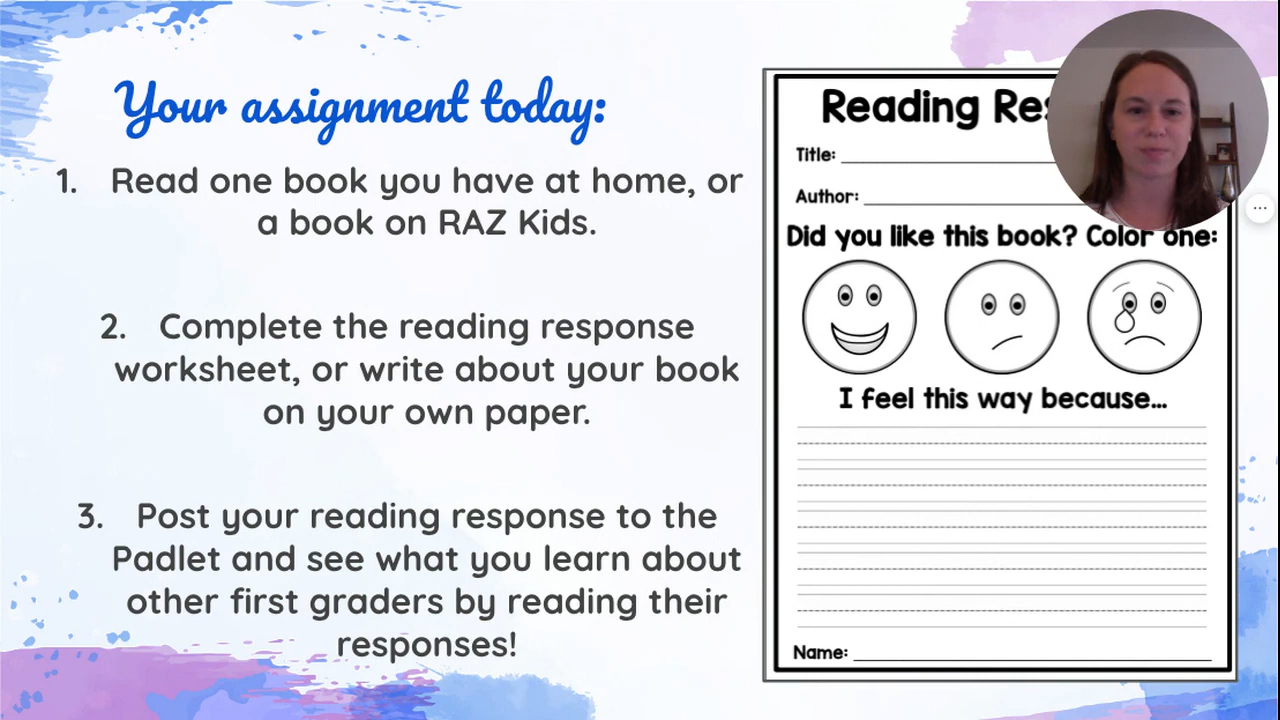 Your assignment today:
1. Read one book you have at home, or
a book on RAZ Kids.
2. Complete the reading response
worksheet, or write about your book
on your own paper.
3. Post your reading response to the
Padlet and see what you learn about
other first graders by reading their
responses!
Reading Res
Title:
Author:
Did you like this book? Color one:
I feel this way because...
Name: